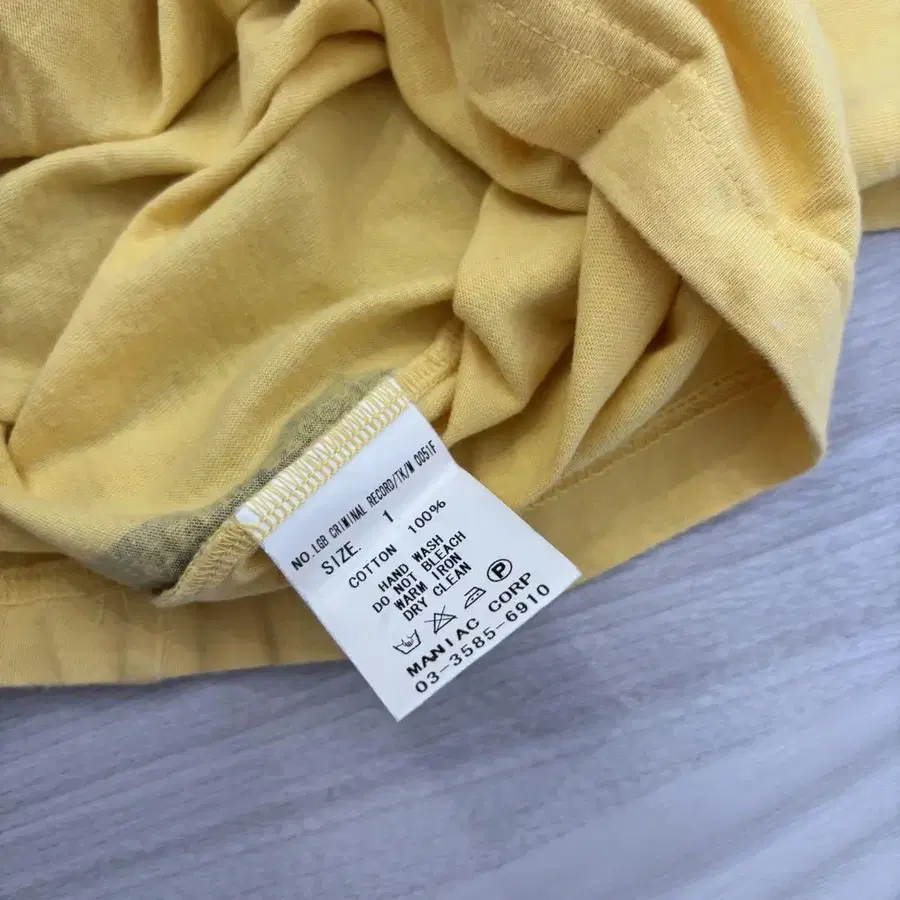 NO.LGB CRIMINAL RECORD/TK/M 0051F
SIZE. 1
COTTON 100%
HAND WASH
DO NOT BLEACH
WARM IRON
DRY CLEAN
P
MANIAC CORP
03-3585-6910